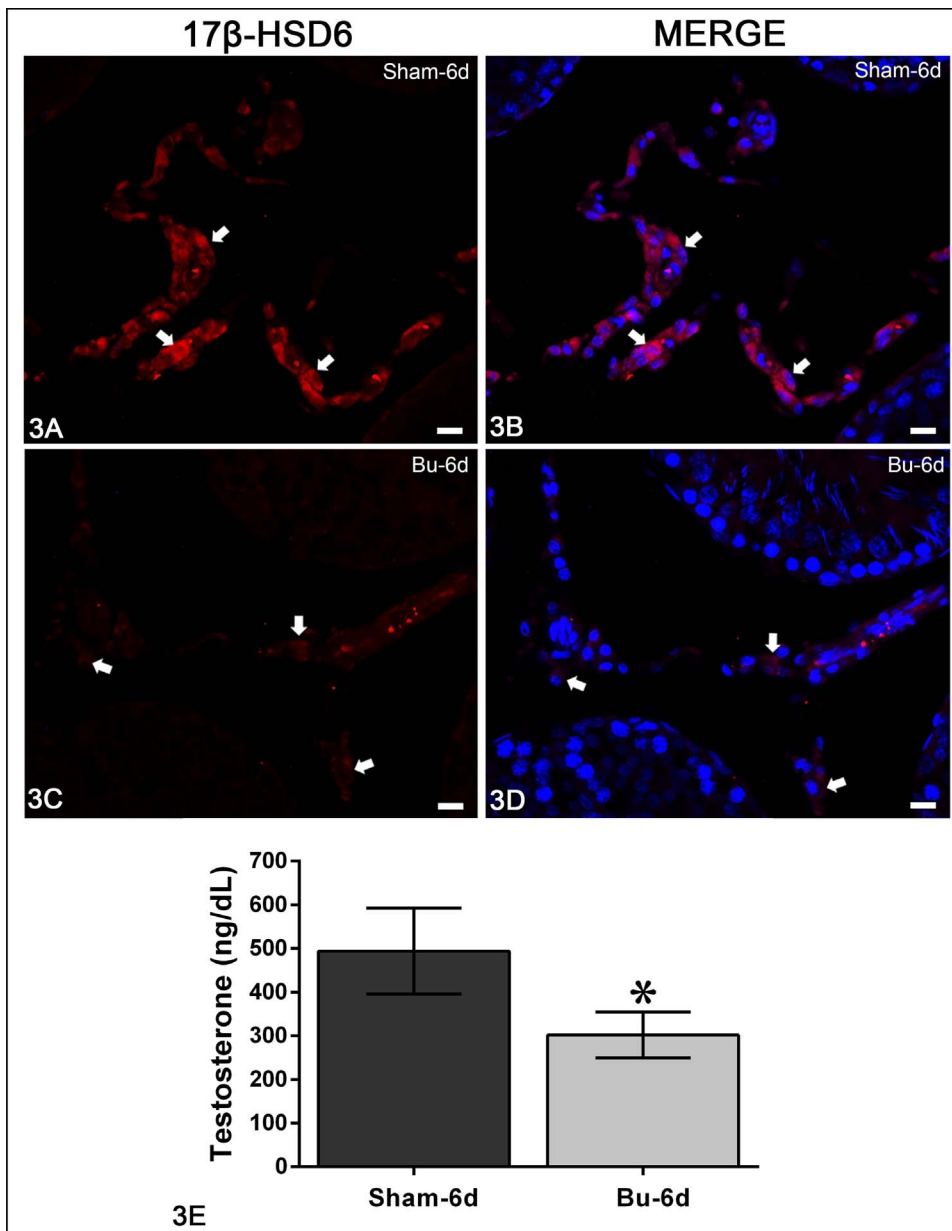 17β-HSD6
MERGE
Sham-6d
Sham-6d
3A
3B
Bu-6d
Bu-6d
3C
3D
Testosterone (ng/dL)
700
600
500
400
300
200
100
0
*
Sham-6d
Bu-6d
3E